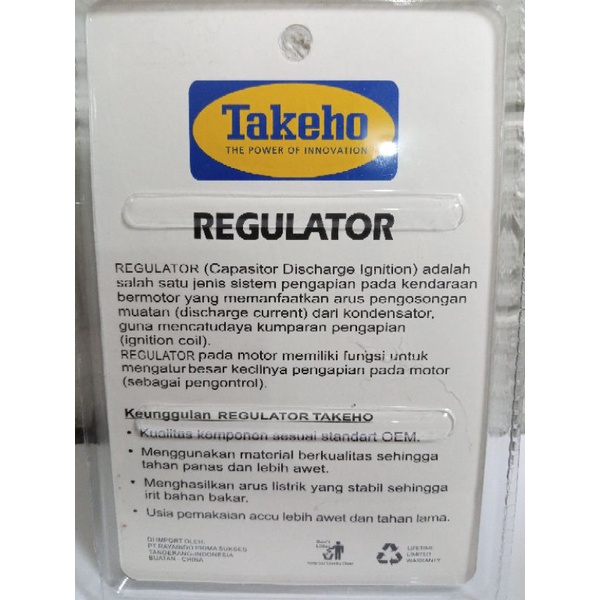 Takeho
THE POWER OF INNOVATION
REGULATOR
REGULATOR (Capasitor Discharge Ignition) adalah
salah satu jenis sistem pengapian pada kendaraan
bermotor yang memanfaatkan arus pengosongan
muatan (discharge current) dari kondensator,
guna mencatudaya kumparan pengapian
(ignition coil).
REGULATOR pada motor memiliki fungsi untuk
mengatur besar kecilnya pengapian pada motor
(sebagai pengontrol).
Keunggulan REGULATOR TAKEHO
• Kualitas komponen sesuai standart OEM.
• Menggunakan material berkualitas sehingga
tahan panas dan lebih awet.
• Menghasilkan arus listrik yang stabil sehingga
irit bahan bakar.
• Usia pemakaian accu lebih awet dan tahan lama.
DI IMPORT OLEH:
PT RAYAINDO PRIMA SUKSES
TANGERANG-INDONESIA
BUATAN - CHINA
LIFETIME
LIMITED
WARRANTY